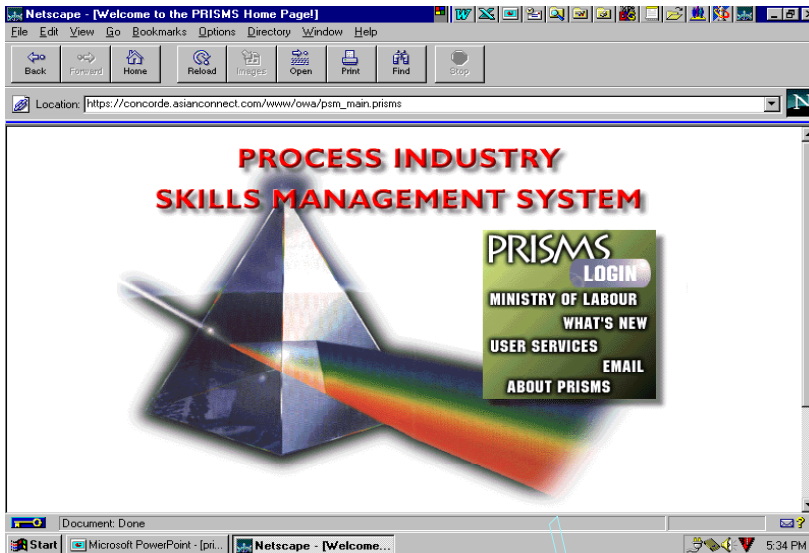 Netscape - [Welcome to the PRISMS Home Page!]
File Edit View Go Bookmarks Options Directory Window Help
Back Forward Home Reload Images Open Print Find Stop
Location: https://concorde.asianconnect.com/www/owa/psm_main.prisms
N
PROCESS INDUSTRY
SKILLS MANAGEMENT SYSTEM
PRISMS
LOGIN
MINISTRY OF LABOUR
WHAT'S NEW
USER SERVICES
EMAIL
ABOUT PRISMS
Document: Done
Start Microsoft PowerPoint - [pri... Netscape - [Welcome... 5:34 PM